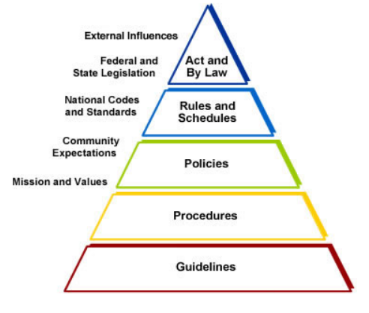 External Influences
Federal and
State Legislation
Act and
By Law
National Codes
and Standards
Rules and
Schedules
Community
Expectations
Policies
Mission and Values
Procedures
Guidelines